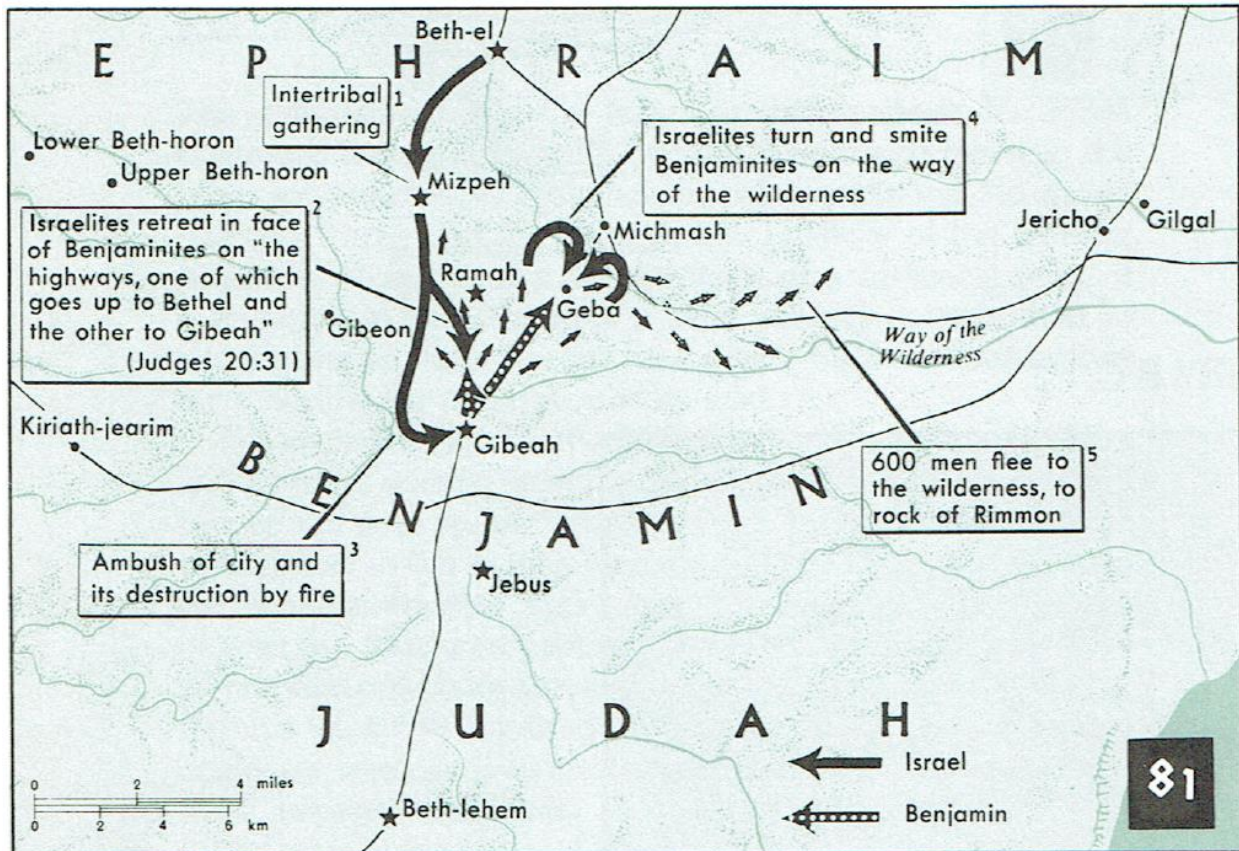 Beth-el
E P H R A I M
Intertribal
gathering
1
Israelites turn and smite
Benjaminites on the way
of the wilderness
4
Lower Beth-horon
Upper Beth-horon
Mizpeh
Michmash
Jericho
Gilgal
Israelites retreat in face
of Benjaminites on "the
highways, one of which
goes up to Bethel and
the other to Gibeah"
(Judges 20:31)
2
Ramah
Geba
Gibeon
Way of the
Wilderness
Kiriath-jearim
Gibeah
B E N J A M I N
600 men flee to
the wilderness, to
rock of Rimmon
5
Ambush of city and
its destruction by fire
3
Jebus
J U D A H
0 2 4 miles
0 2 4 6 km
Beth-lehem
Israel
Benjamin
81